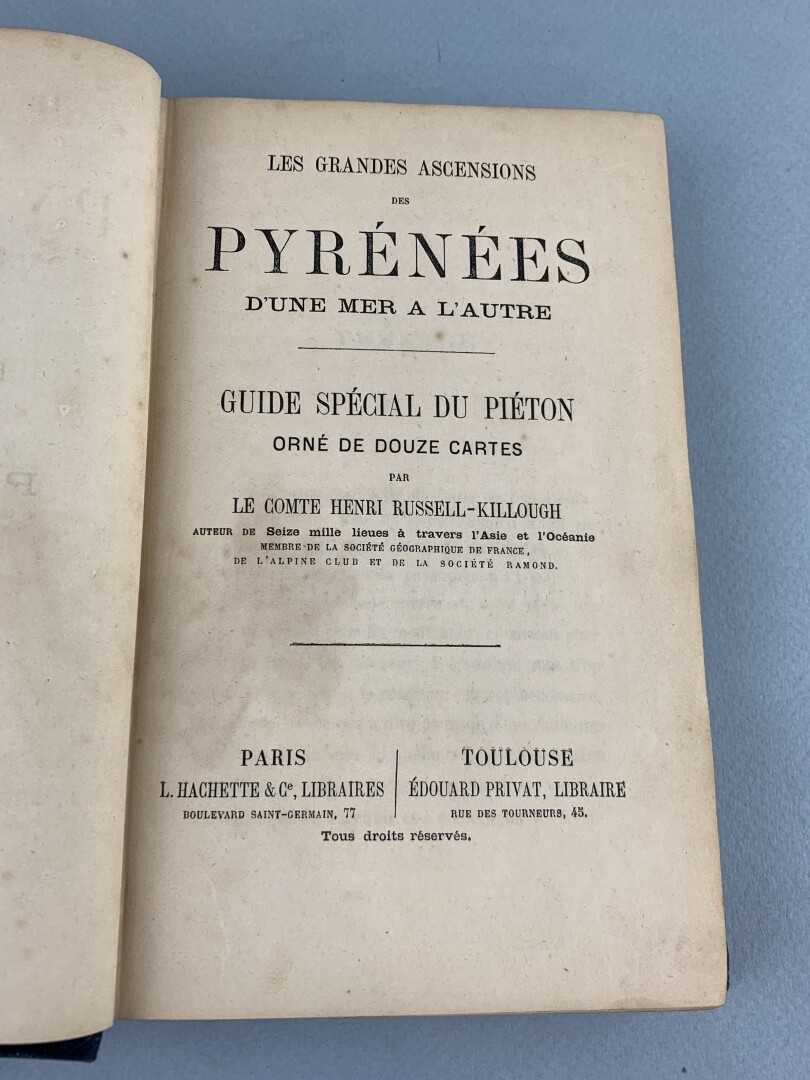 LES GRANDES ASCENSIONS
DES
PYRÉNÉES
D'UNE MER A L'AUTRE
GUIDE SPÉCIAL DU PIÉTON
ORNÉ DE DOUZE CARTES
PAR
LE COMTE HENRI RUSSELL-KILLOUGH
AUTEUR DE Seize mille lieues à travers l'Asie et l'Océanie
MEMBRE DE LA SOCIÉTÉ GÉOGRAPHIQUE DE FRANCE,
DE L'ALPINE CLUB ET DE LA SOCIÉTÉ RAMOND.
PARIS
L. HACHETTE & Cᵉ, LIBRAIRES
BOULEVARD SAINT-GERMAIN, 77
TOULOUSE
ÉDOUARD PRIVAT, LIBRAIRE
RUE DES TOURNEURS, 45.
Tous droits réservés.